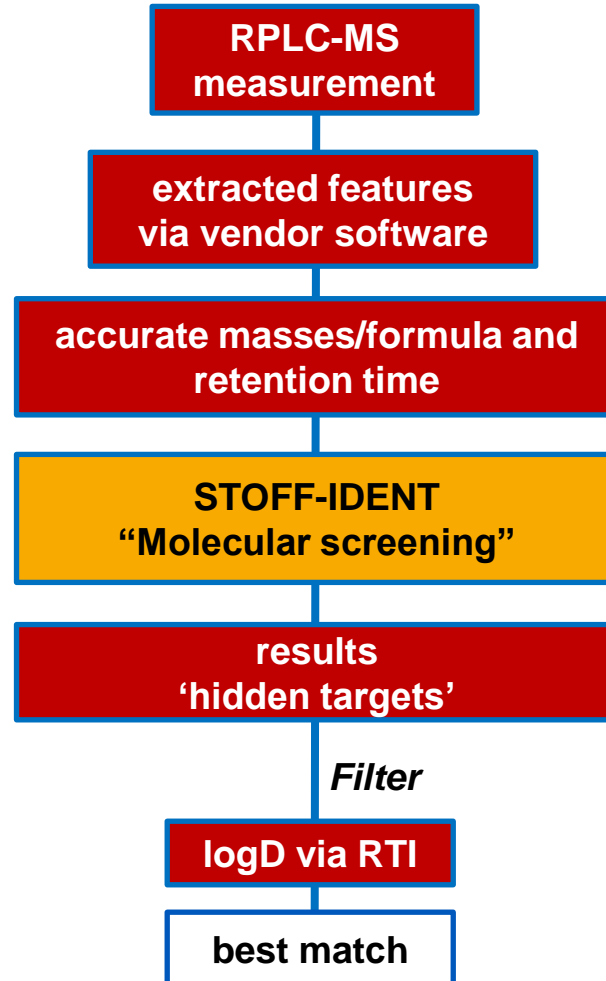 RPLC-MS
measurement
extracted features
via vendor software
accurate masses/formula and
retention time
STOFF-IDENT
“Molecular screening”
results
‘hidden targets’
Filter
logD via RTI
best match